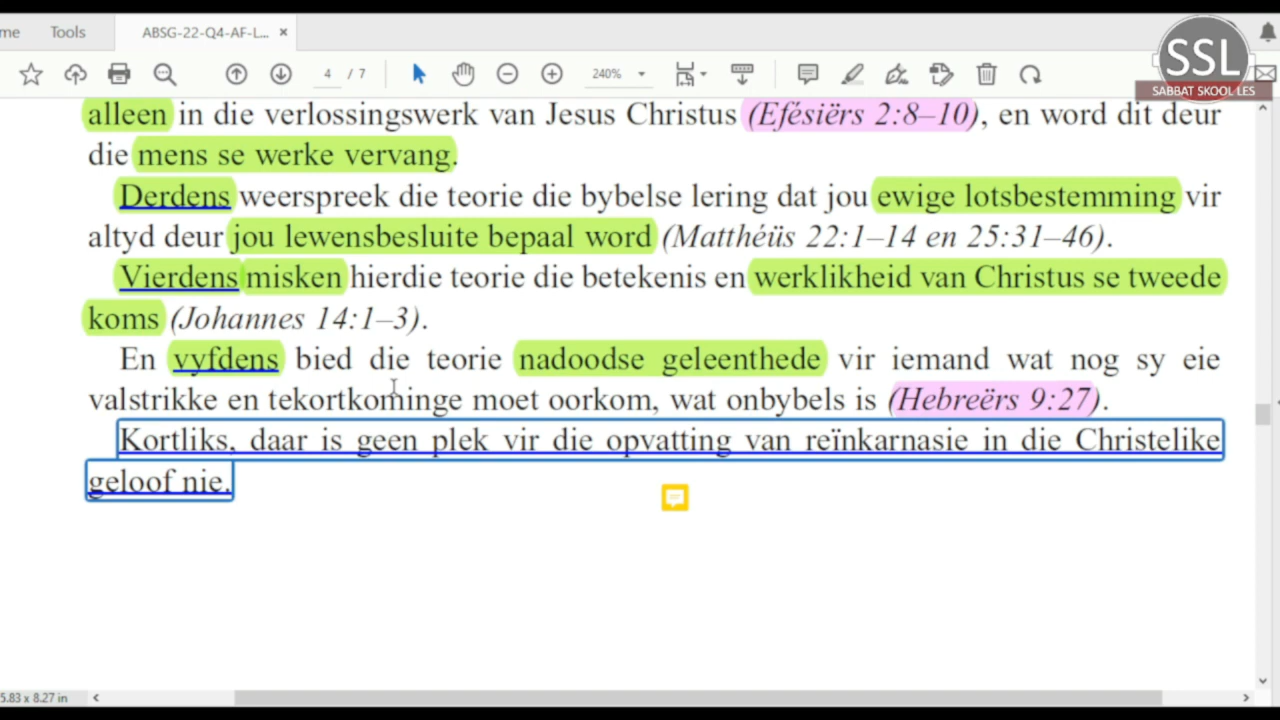 me Tools ABSG-22-Q4-AF-L... ×
4 / 7 240%
SSL
SABBAT SKOOL LES
alleen in die verlossingswerk van Jesus Christus (Efésiërs 2:8–10), en word dit deur
die mens se werke vervang.
Derdens weerspreek die teorie die bybelse lering dat jou ewige lotsbestemming vir
altyd deur jou lewensbesluite bepaal word (Matthéüs 22:1–14 en 25:31–46).
Vierdens misken hierdie teorie die betekenis en werklikheid van Christus se tweede
koms (Johannes 14:1–3).
En vyfdens bied die teorie nadoodse geleenthede vir iemand wat nog sy eie
valstrikke en tekortkominge moet oorkom, wat onbybels is (Hebreërs 9:27).
Kortliks, daar is geen plek vir die opvatting van reïnkarnasie in die Christelike
geloof nie.
5.83 x 8.27 in